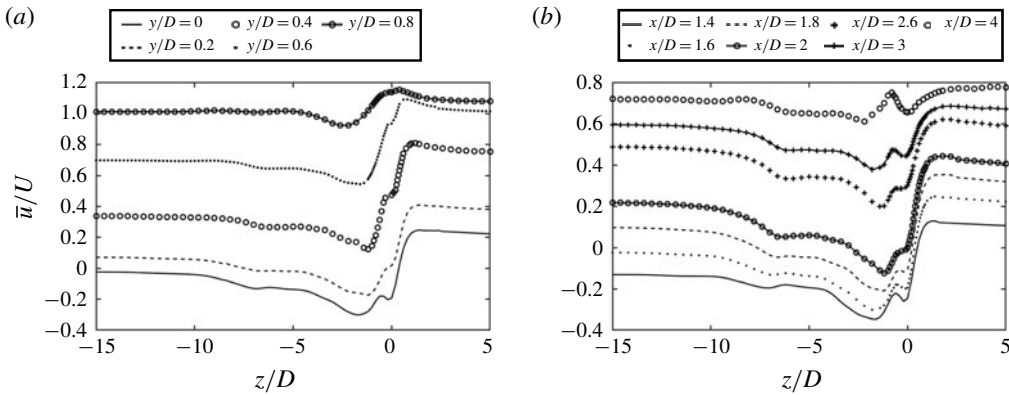 (a)
y/D = 0 y/D = 0.4 y/D = 0.8
y/D = 0.2 y/D = 0.6
1.2
1.0
0.8
0.6
0.4
0.2
0
−0.2
−0.4
ū/U
−15 −10 −5 0 5
z/D
(b)
x/D = 1.4 x/D = 1.8 x/D = 2.6 x/D = 4
x/D = 1.6 x/D = 2 x/D = 3
0.8
0.6
0.4
0.2
0
−0.2
−0.4
−15 −10 −5 0 5
z/D